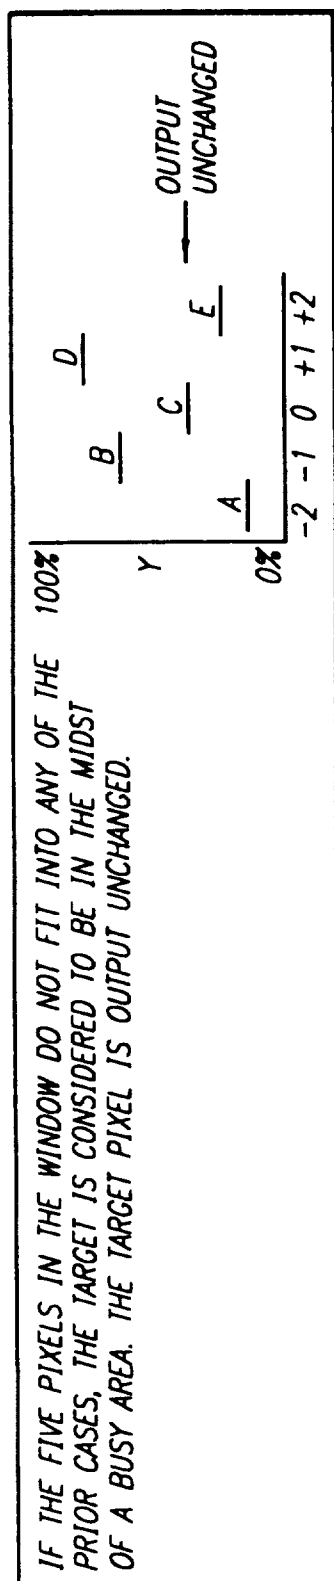 IF THE FIVE PIXELS IN THE WINDOW DO NOT FIT INTO ANY OF THE
PRIOR CASES, THE TARGET IS CONSIDERED TO BE IN THE MIDST
OF A BUSY AREA. THE TARGET PIXEL IS OUTPUT UNCHANGED.
100%
Y
0%
A
B
C
D
E
-2 -1 0 +1 +2
OUTPUT
UNCHANGED